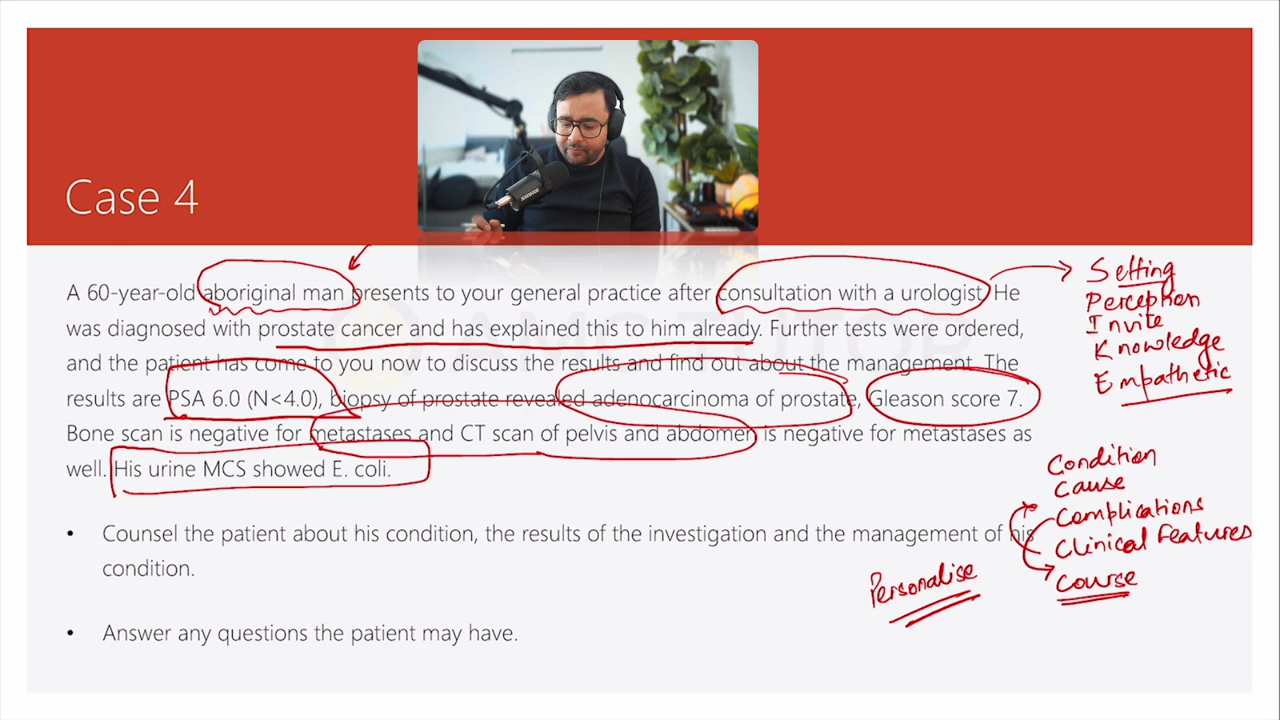 Case 4
A 60-year-old aboriginal man presents to your general practice after consultation with a urologist. He
was diagnosed with prostate cancer and has explained this to him already. Further tests were ordered,
and the patient has come to you now to discuss the results and find out about the management. The
results are PSA 6.0 (N<4.0), biopsy of prostate revealed adenocarcinoma of prostate, Gleason score 7.
Bone scan is negative for metastases and CT scan of pelvis and abdomen is negative for metastases as
well. His urine MCS showed E. coli.
• Counsel the patient about his condition, the results of the investigation and the management of his
condition.
• Answer any questions the patient may have.
Setting
Perception
Invite
Knowledge
Empathetic
Condition
Cause
Complications
Clinical Features
Course
Personalise
AMC TUTOR
SHURE